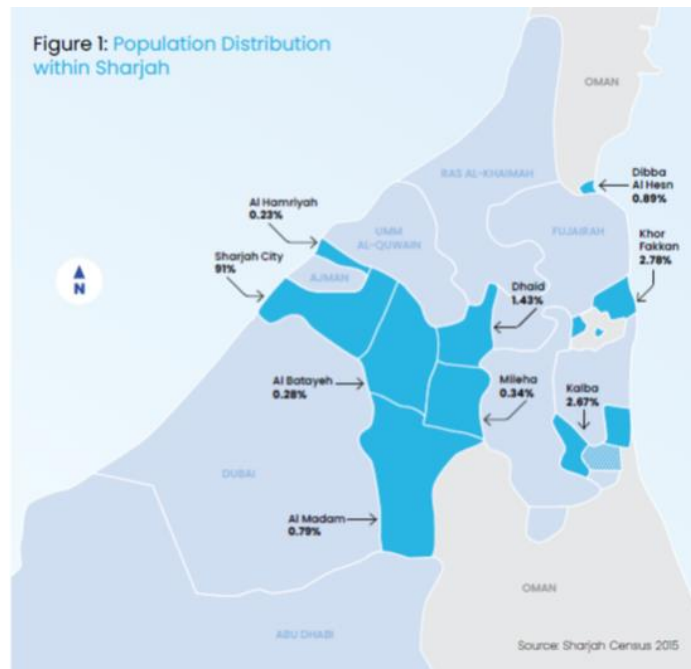 Figure 1: Population Distribution
within Sharjah
OMAN
RAS AL-KHAIMAH
Dibba
Al Hesn
0.89%
Al Hamriyah
0.23%
UMM
AL-QUWAIN
FUJAIRAH
Khor
Fakkan
2.78%
Sharjah City
91%
AJMAN
N
Dhaid
1.43%
Al Batayeh
0.28%
Mileha
0.34%
Kalba
2.67%
DUBAI
Al Madam
0.79%
OMAN
ABU DHABI
Source: Sharjah Census 2015